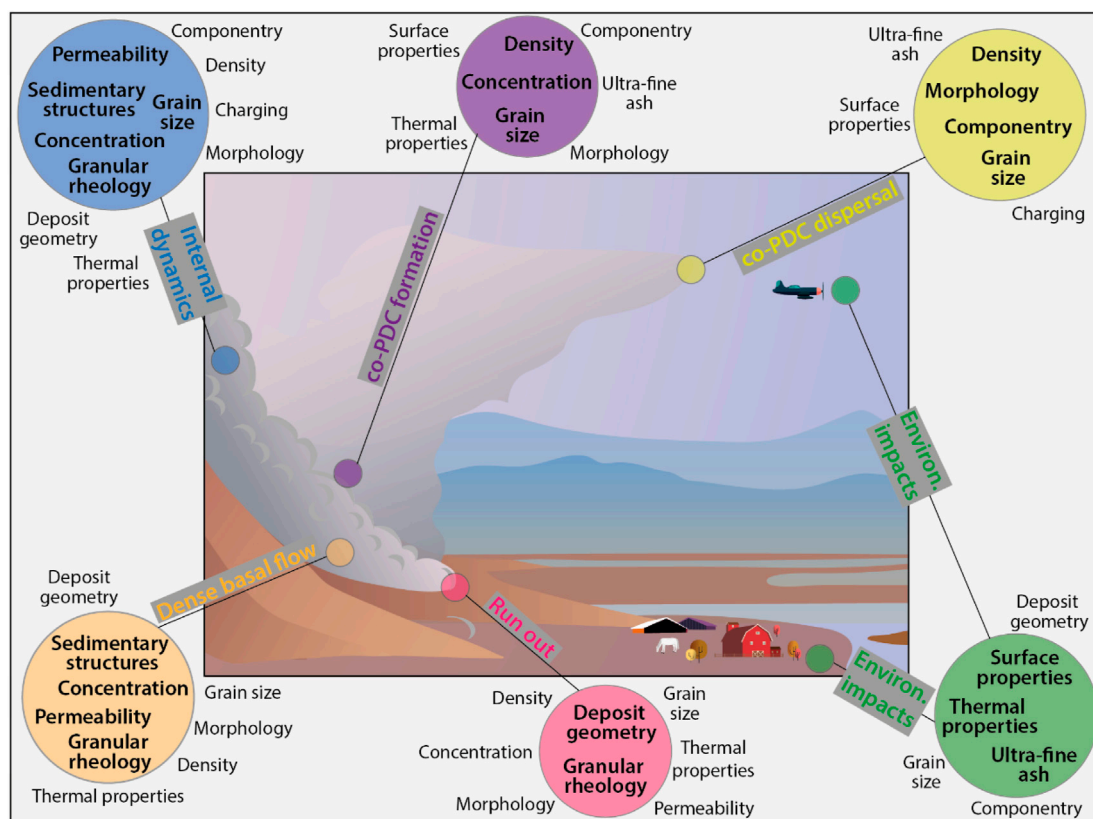 Componentry
Permeability
Density
Sedimentary
structures
Grain
size
Charging
Concentration
Granular
rheology
Morphology
Deposit
geometry
Thermal
properties
Internal
dynamics
Surface
properties
Density
Componentry
Concentration
Ultra-fine
ash
Grain
size
Thermal
properties
Morphology
co-PDC formation
Ultra-fine
ash
Density
Morphology
Surface
properties
Componentry
Grain
size
Charging
co-PDC dispersal
Environ.
impacts
Deposit
geometry
Dense basal flow
Sedimentary
structures
Concentration
Permeability
Granular
rheology
Grain size
Morphology
Density
Thermal properties
Run out
Density
Grain
size
Deposit
geometry
Concentration
Thermal
properties
Granular
rheology
Morphology
Permeability
Environ.
impacts
Deposit
geometry
Surface
properties
Thermal
properties
Ultra-fine
ash
Grain
size
Componentry